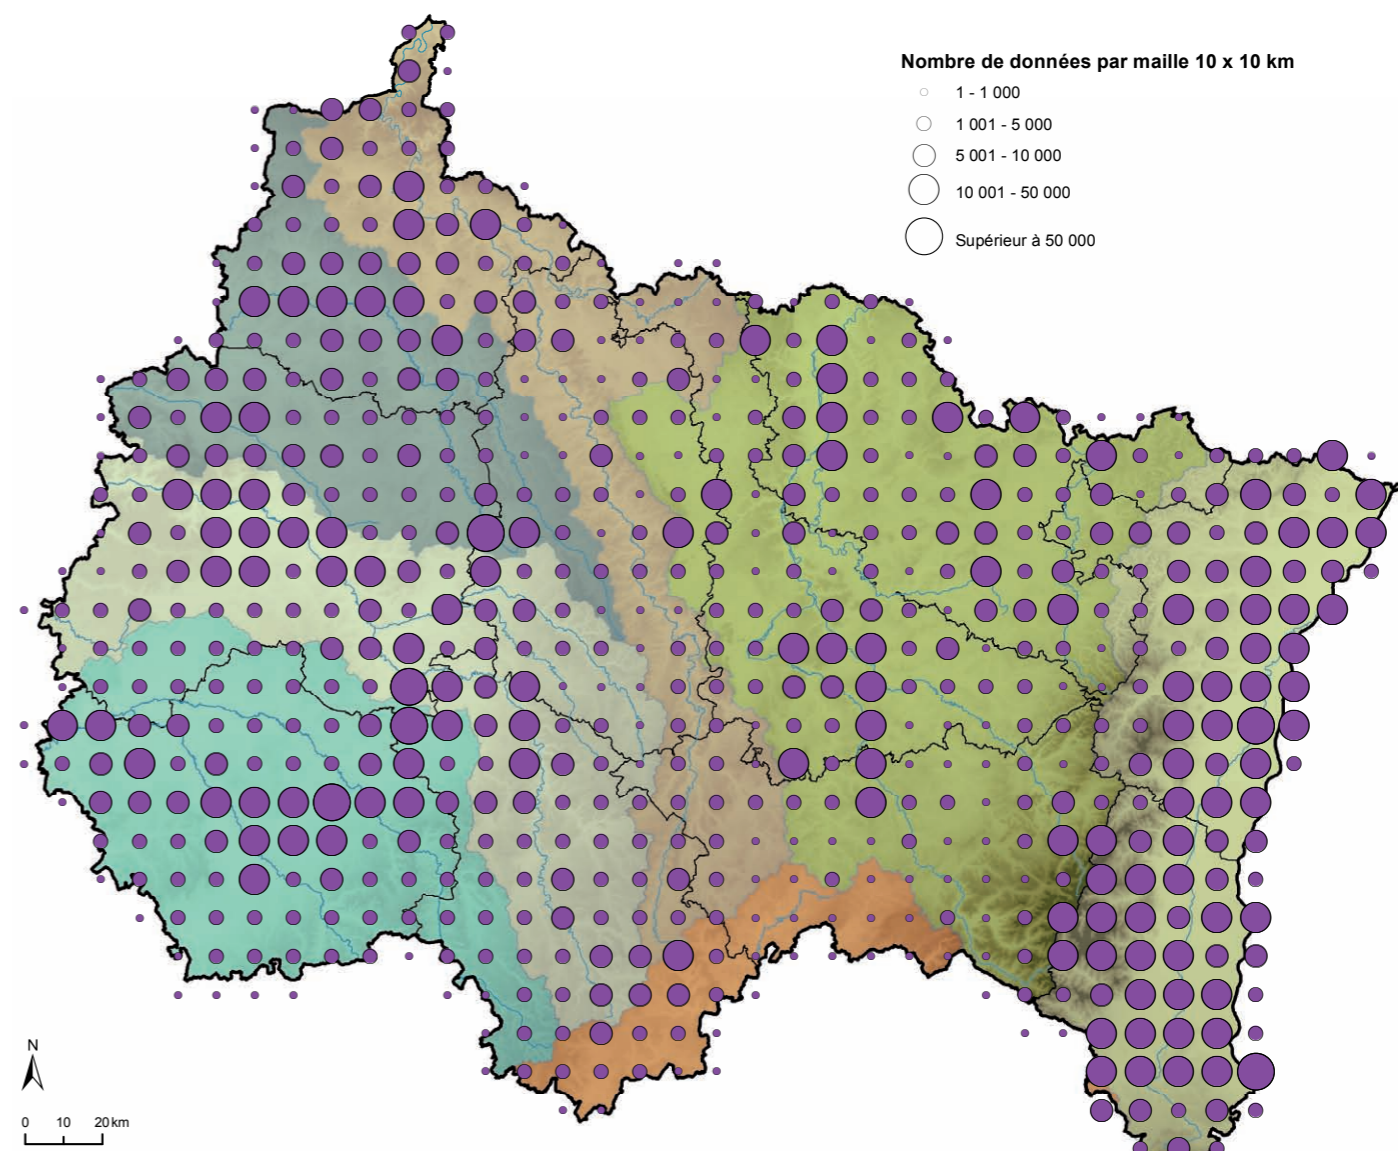 Nombre de données par maille 10 x 10 km
1 - 1 000
1 001 - 5 000
5 001 - 10 000
10 001 - 50 000
Supérieur à 50 000
N
0 10 20 km